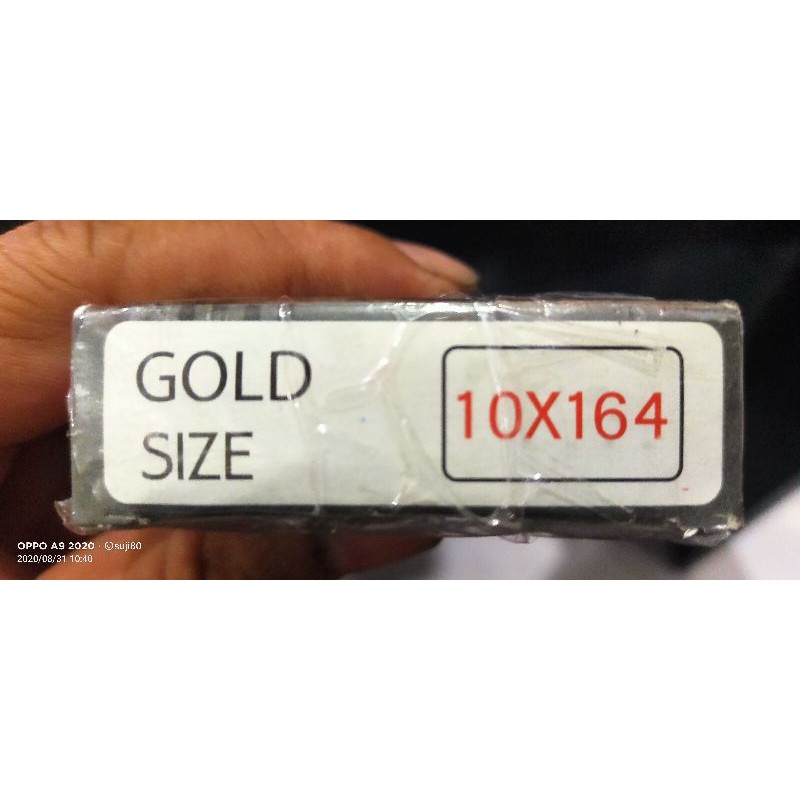 GOLD
SIZE
10X164
OPPO A9 2020 · @suji80
2020/08/31 10:40